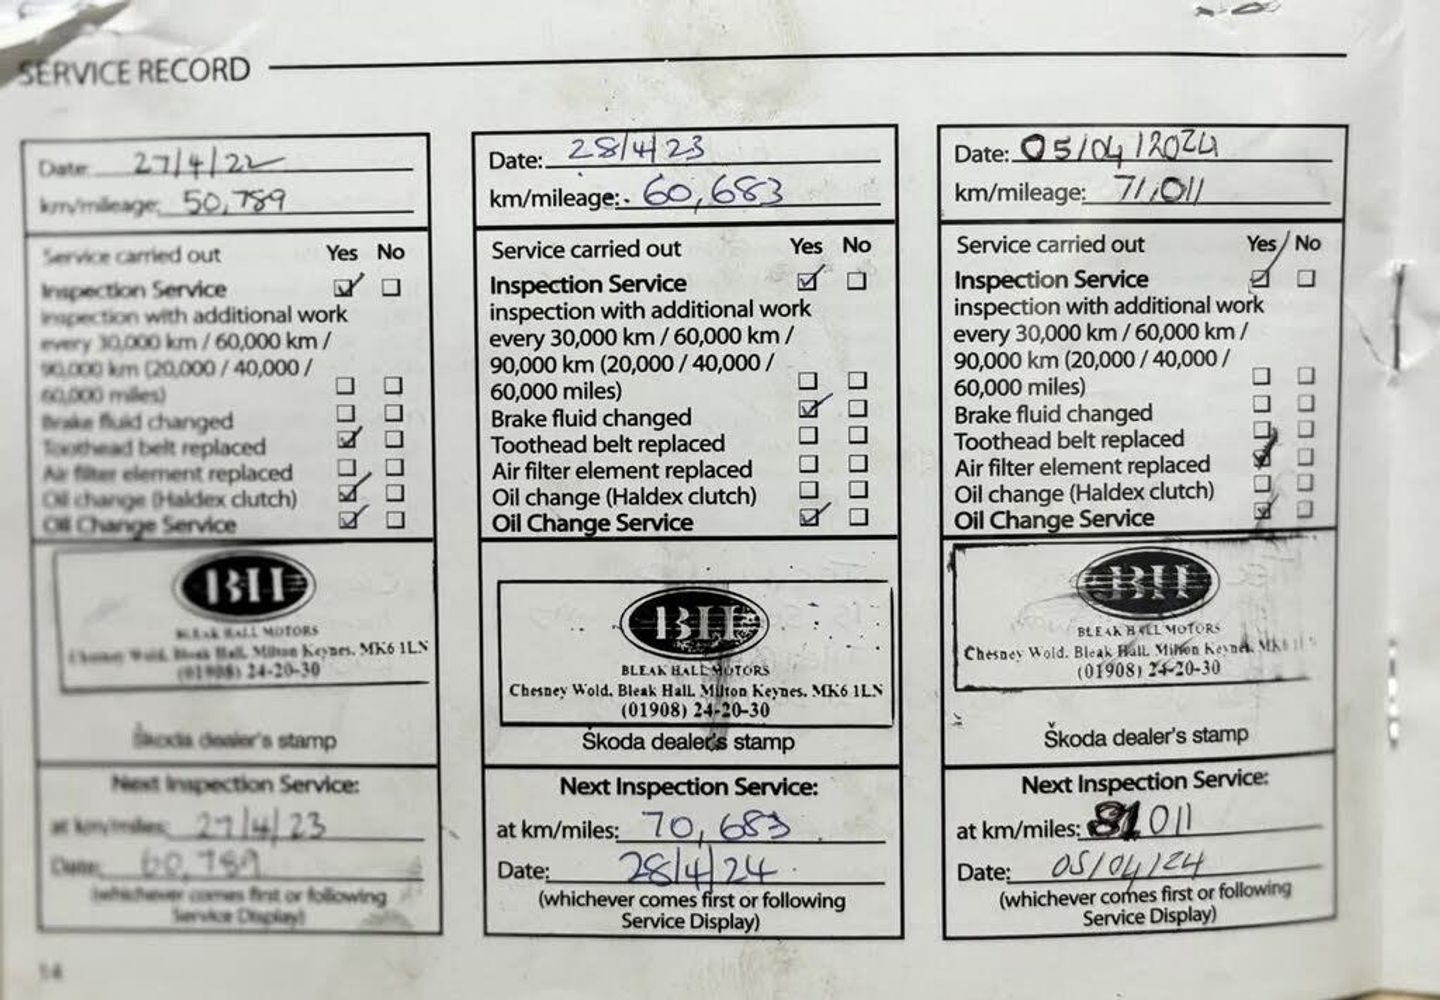 SERVICE RECORD
Date: 27/4/22
km/mileage: 50,789
Service carried out Yes No
Inspection Service
inspection with additional work
every 30,000 km / 60,000 km /
90,000 km (20,000 / 40,000 /
60,000 miles)
Brake fluid changed
Toothead belt replaced
Air filter element replaced
Oil change (Haldex clutch)
Oil Change Service
BH
BLEAK HALL MOTORS
Chesney Wold, Bleak Hall, Milton Keynes. MK6 1LN
(01908) 24-20-30
Škoda dealer's stamp
Next Inspection Service:
at km/miles: 27/4/23
Date: 60,789
(whichever comes first or following
Service Display)
14
Date: 28/4/23
km/mileage: 60,683
Service carried out Yes No
Inspection Service
inspection with additional work
every 30,000 km / 60,000 km /
90,000 km (20,000 / 40,000 /
60,000 miles)
Brake fluid changed
Toothead belt replaced
Air filter element replaced
Oil change (Haldex clutch)
Oil Change Service
BH
BLEAK HALL MOTORS
Chesney Wold, Bleak Hall, Milton Keynes. MK6 1LN
(01908) 24-20-30
Škoda dealer's stamp
Next Inspection Service:
at km/miles: 70,683
Date: 28/4/24
(whichever comes first or following
Service Display)
Date: 05/04/2024
km/mileage: 71,011
Service carried out Yes No
Inspection Service
inspection with additional work
every 30,000 km / 60,000 km /
90,000 km (20,000 / 40,000 /
60,000 miles)
Brake fluid changed
Toothead belt replaced
Air filter element replaced
Oil change (Haldex clutch)
Oil Change Service
BH
BLEAK HALL MOTORS
Chesney Wold, Bleak Hall, Milton Keynes. MK6
(01908) 24-20-30
Škoda dealer's stamp
Next Inspection Service:
at km/miles: 81011
Date: 05/04/24
(whichever comes first or following
Service Display)